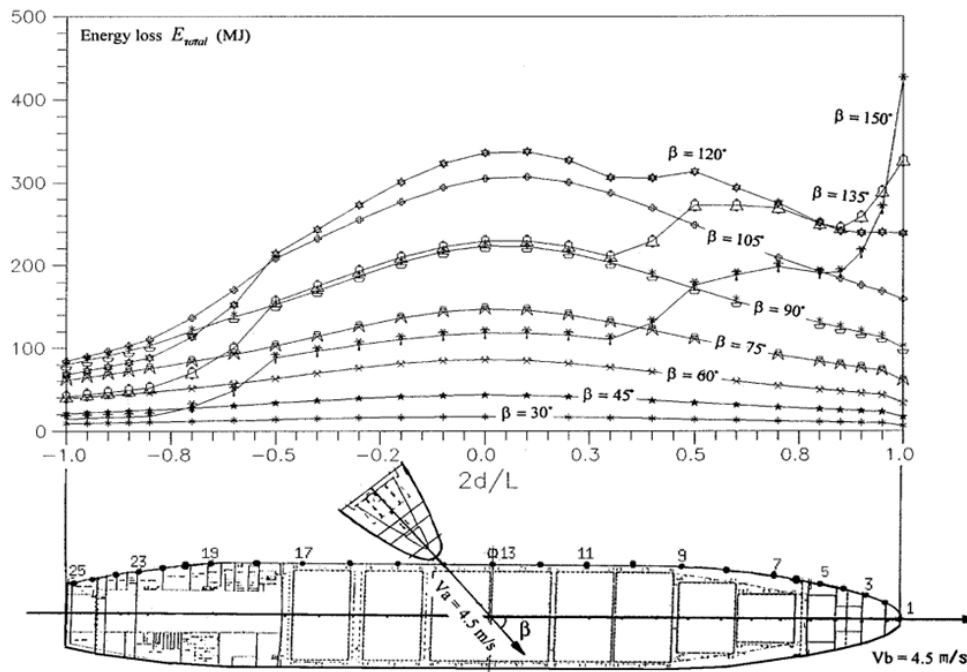 500
Energy loss E_total (MJ)
400
β = 150°
β = 120°
300
β = 135°
β = 105°
200
β = 90°
β = 75°
100
β = 60°
β = 45°
β = 30°
0
-1.0 -0.8 -0.5 -0.3 0.0 0.3 0.5 0.8 1.0
2d/L
25 23 19 17 13 11 9 7 5 3 1
Va = 4.5 m/s
β
Vb = 4.5 m/s